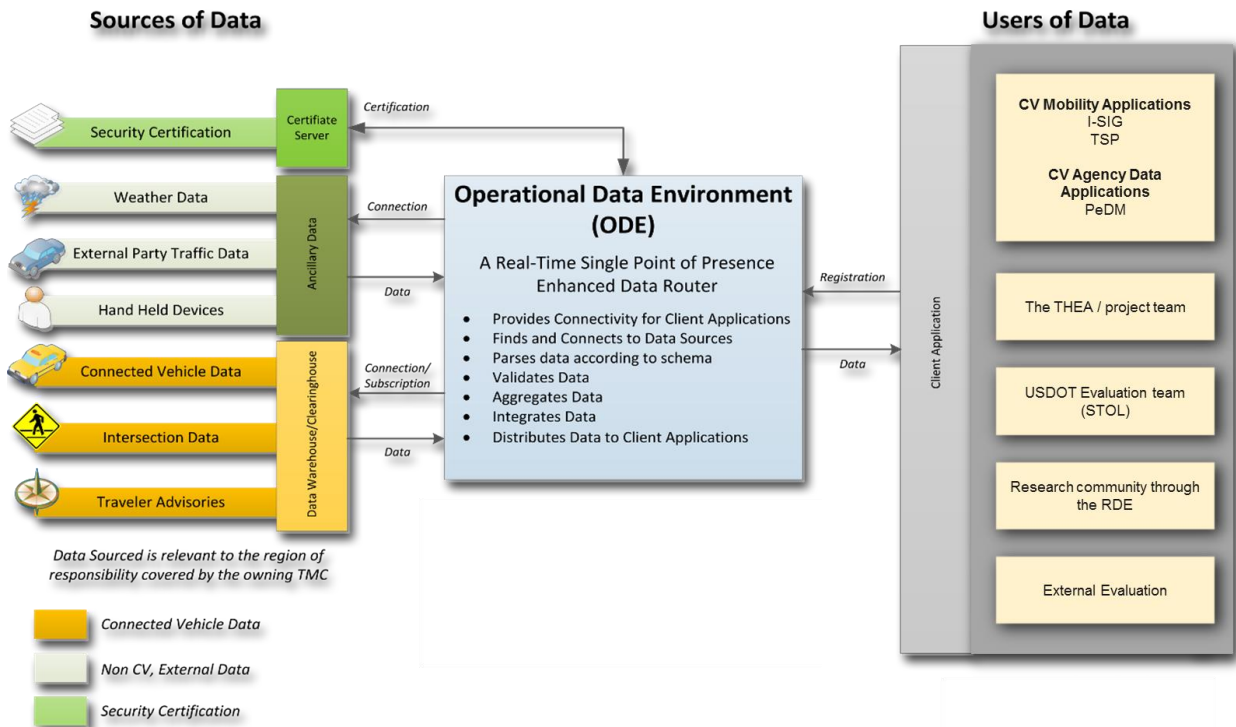 Sources of Data
Users of Data
Security Certification
Certifiate
Server
Certification
Weather Data
External Party Traffic Data
Hand Held Devices
Ancillary Data
Connection
Data
Connected Vehicle Data
Intersection Data
Traveler Advisories
Data Warehouse/Clearinghouse
Connection/
Subscription
Data
Data Sourced is relevant to the region of
responsibility covered by the owning TMC
Connected Vehicle Data
Non CV, External Data
Security Certification
Operational Data Environment
(ODE)
A Real-Time Single Point of Presence
Enhanced Data Router
• Provides Connectivity for Client Applications
• Finds and Connects to Data Sources
• Parses data according to schema
• Validates Data
• Aggregates Data
• Integrates Data
• Distributes Data to Client Applications
Registration
Data
Client Application
CV Mobility Applications
I-SIG
TSP
CV Agency Data
Applications
PeDM
The THEA / project team
USDOT Evaluation team
(STOL)
Research community through
the RDE
External Evaluation